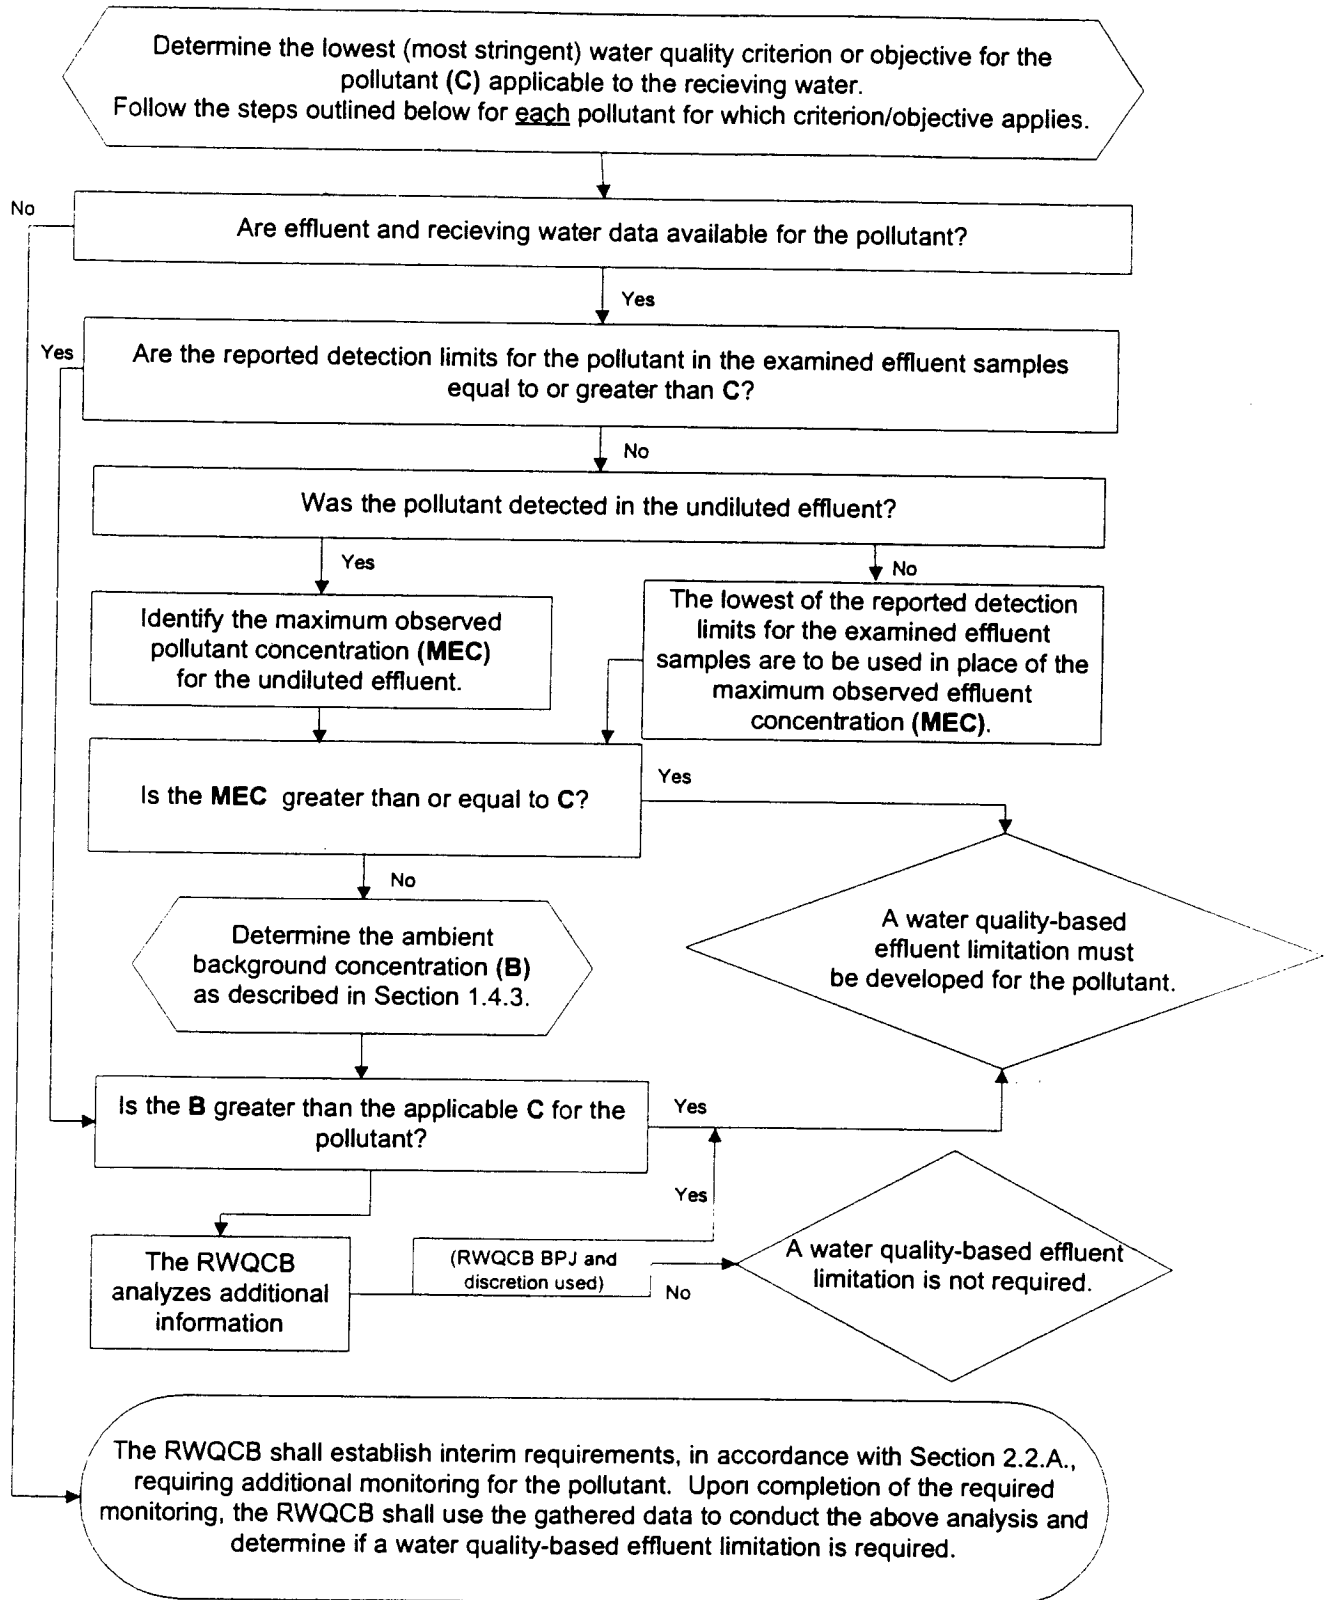 Determine the lowest (most stringent) water quality criterion or objective for the
pollutant (C) applicable to the recieving water.
Follow the steps outlined below for each pollutant for which criterion/objective applies.
No
Are effluent and recieving water data available for the pollutant?
Yes
Yes
Are the reported detection limits for the pollutant in the examined effluent samples
equal to or greater than C?
No
Was the pollutant detected in the undiluted effluent?
Yes
No
Identify the maximum observed
pollutant concentration (MEC)
for the undiluted effluent.
The lowest of the reported detection
limits for the examined effluent
samples are to be used in place of the
maximum observed effluent
concentration (MEC).
Is the MEC greater than or equal to C?
Yes
No
A water quality-based
effluent limitation must
be developed for the pollutant.
Determine the ambient
background concentration (B)
as described in Section 1.4.3.
Is the B greater than the applicable C for the
pollutant?
Yes
Yes
The RWQCB
analyzes additional
information
(RWQCB BPJ and
discretion used)
No
A water quality-based effluent
limitation is not required.
The RWQCB shall establish interim requirements, in accordance with Section 2.2.A.,
requiring additional monitoring for the pollutant. Upon completion of the required
monitoring, the RWQCB shall use the gathered data to conduct the above analysis and
determine if a water quality-based effluent limitation is required.